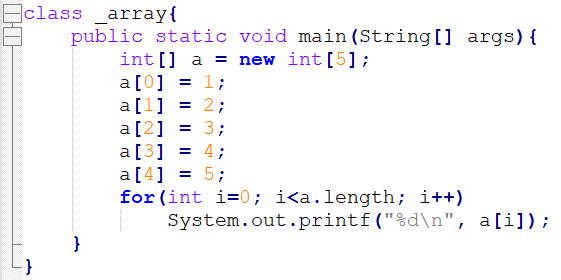 class _array{
    public static void main(String[] args){
        int[] a = new int[5];
        a[0] = 1;
        a[1] = 2;
        a[2] = 3;
        a[3] = 4;
        a[4] = 5;
        for(int i=0; i<a.length; i++)
            System.out.printf("%d\n", a[i]);
    }
}